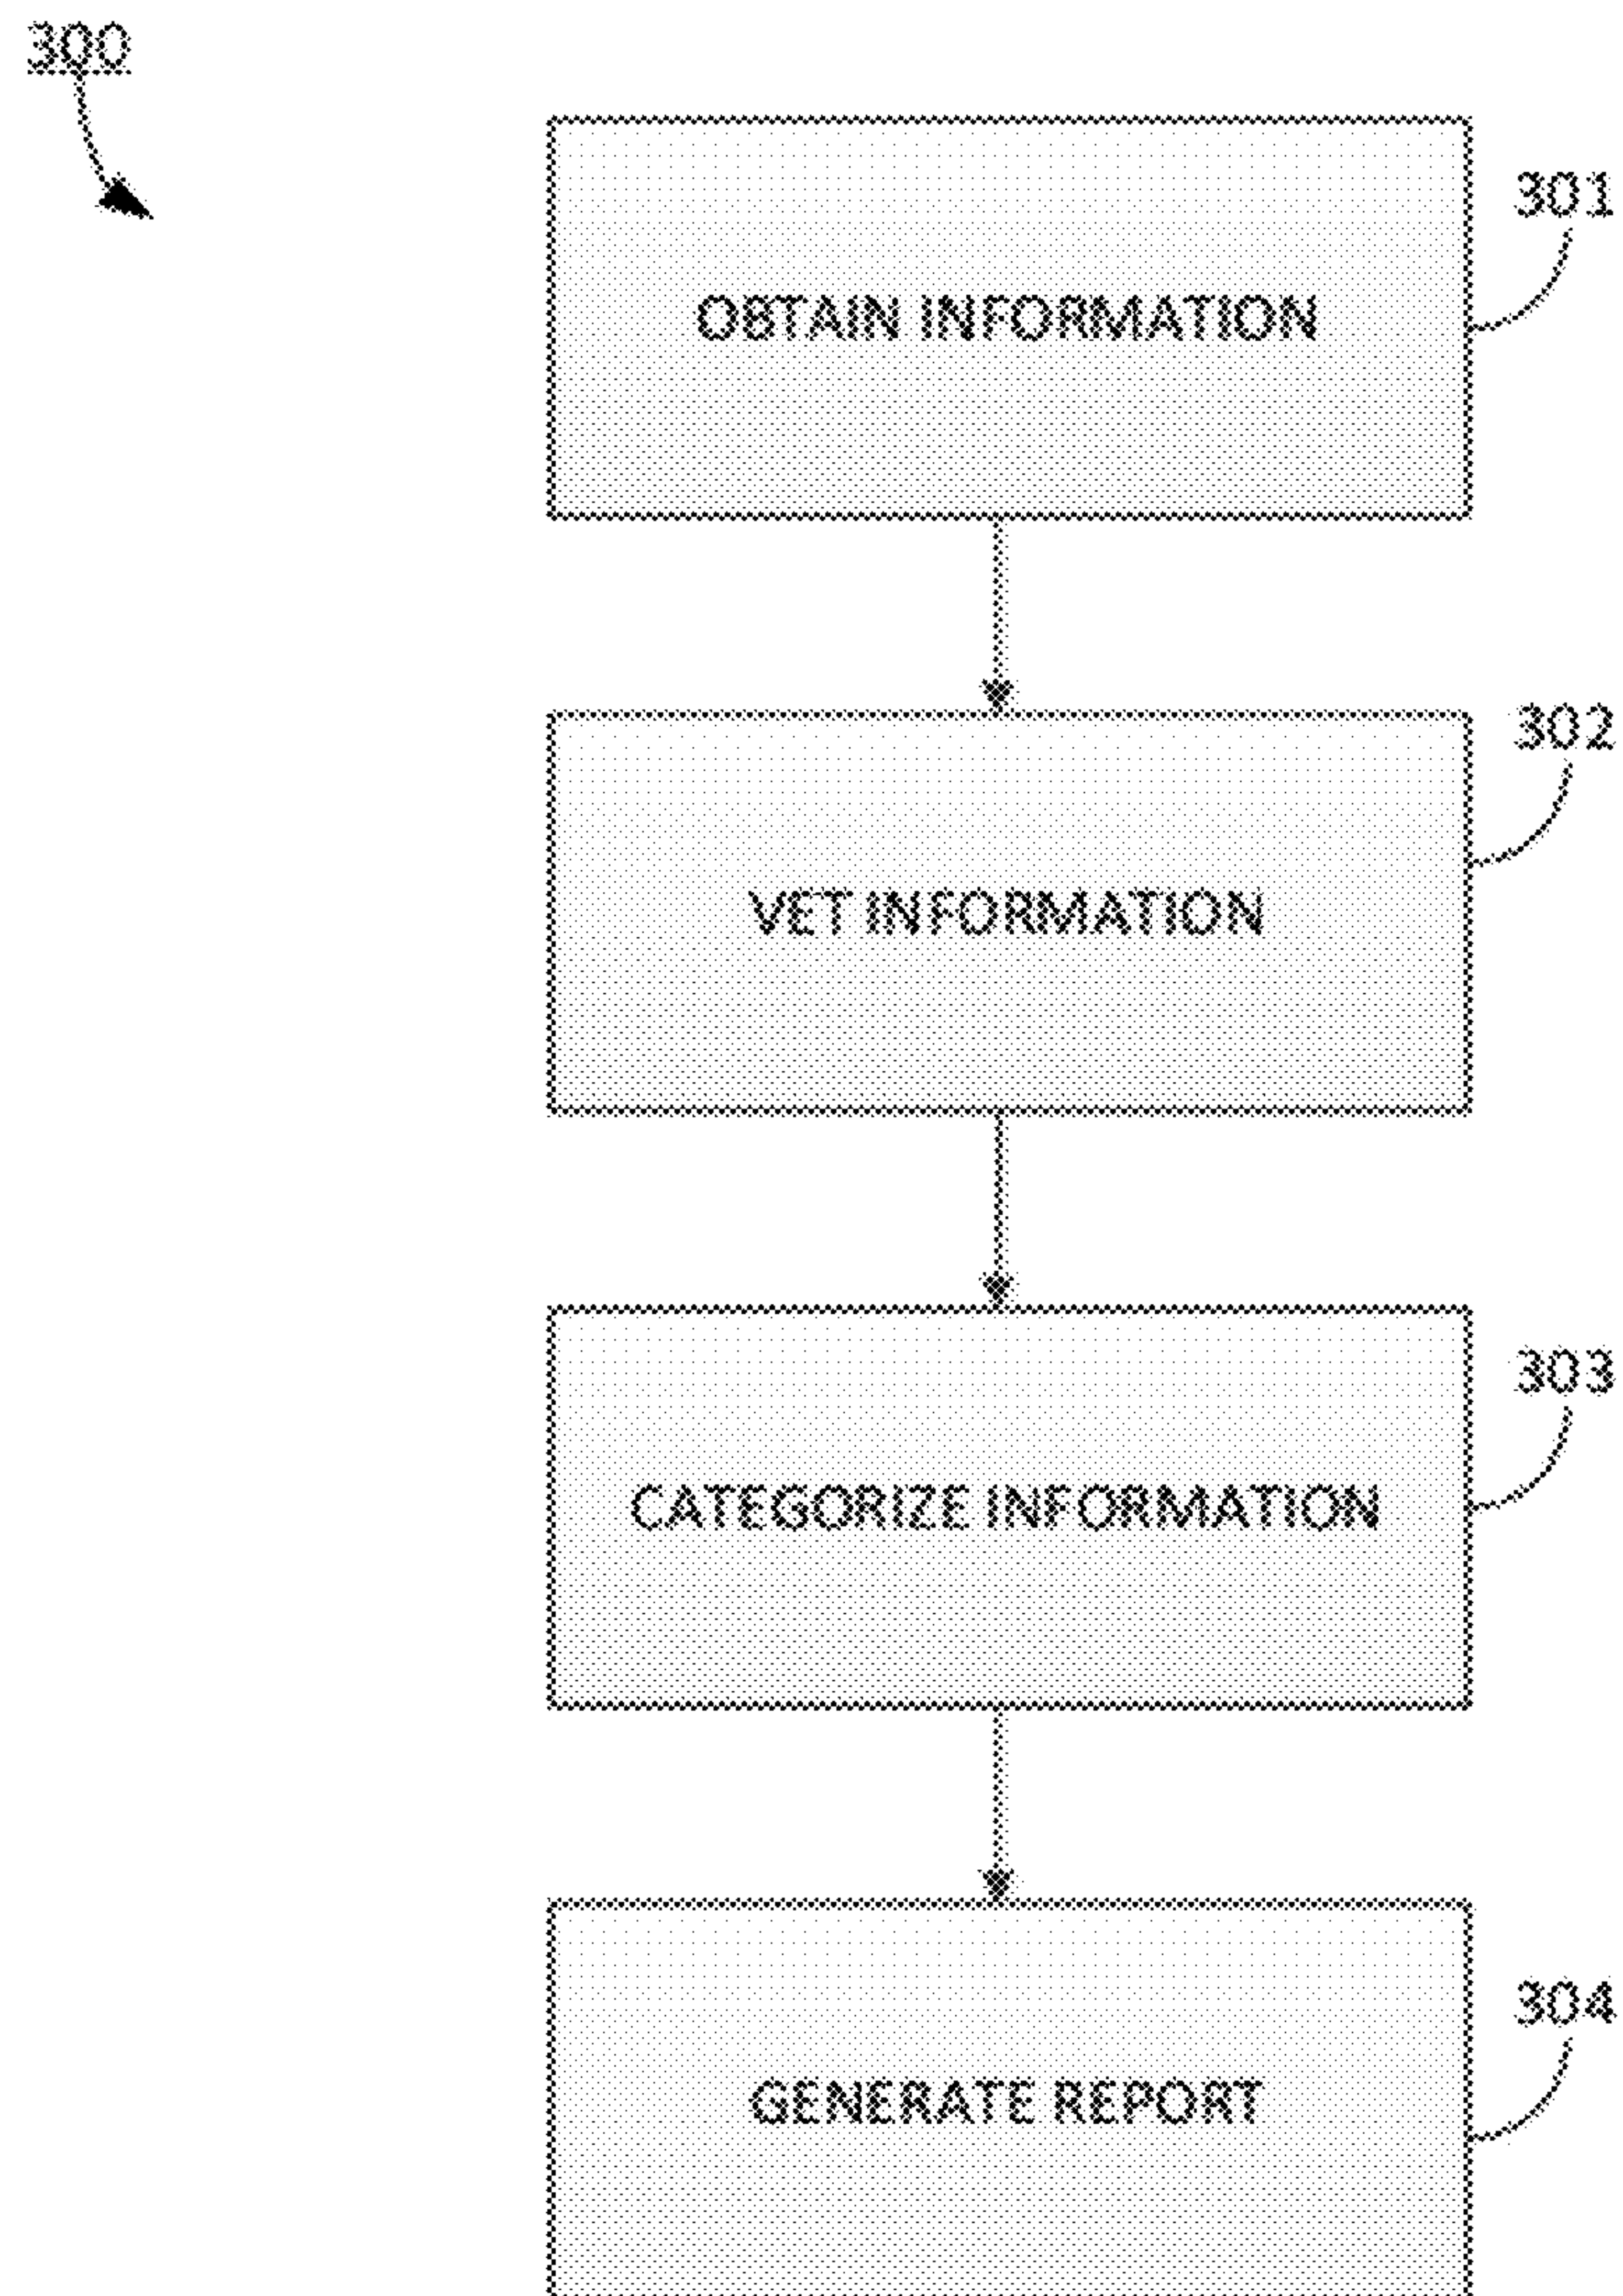 300
301
OBTAIN INFORMATION
302
VET INFORMATION
303
CATEGORIZE INFORMATION
304
GENERATE REPORT